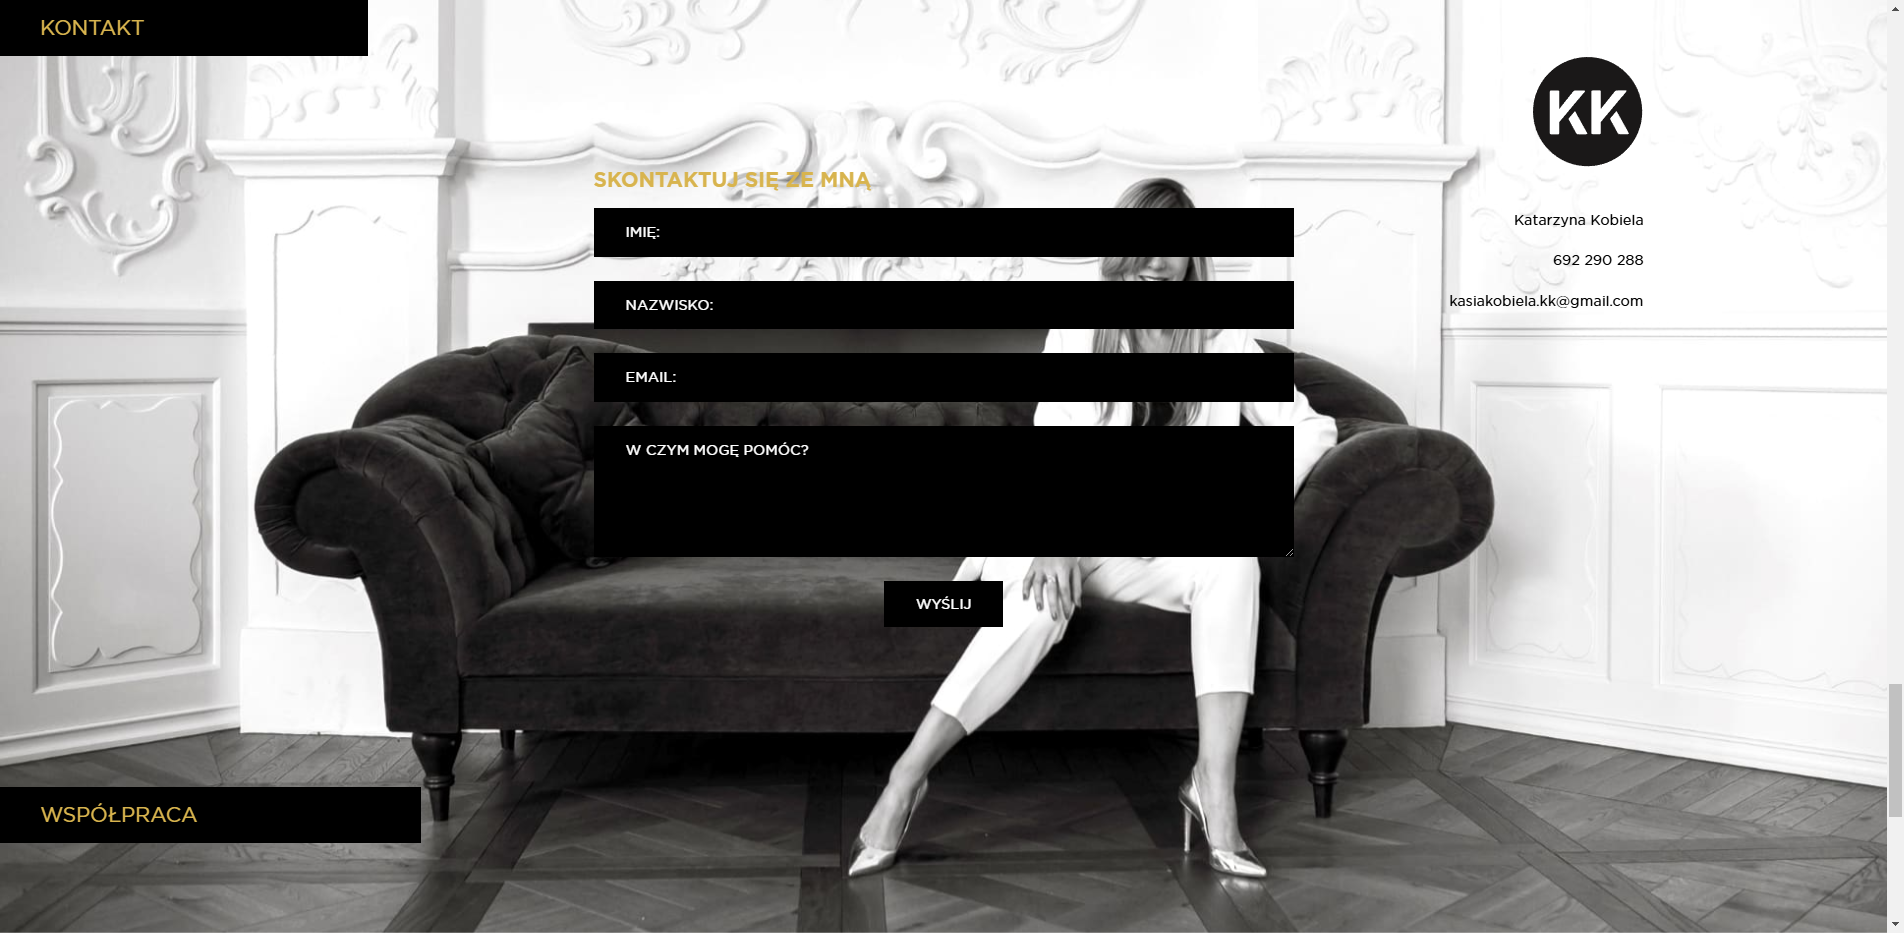 KONTAKT
KK
SKONTAKTUJ SIĘ ZE MNĄ
IMIĘ:
NAZWISKO:
EMAIL:
W CZYM MOGĘ POMÓC?
WYŚLIJ
Katarzyna Kobiela
692 290 288
kasiakobiela.kk@gmail.com
WSPÓŁPRACA